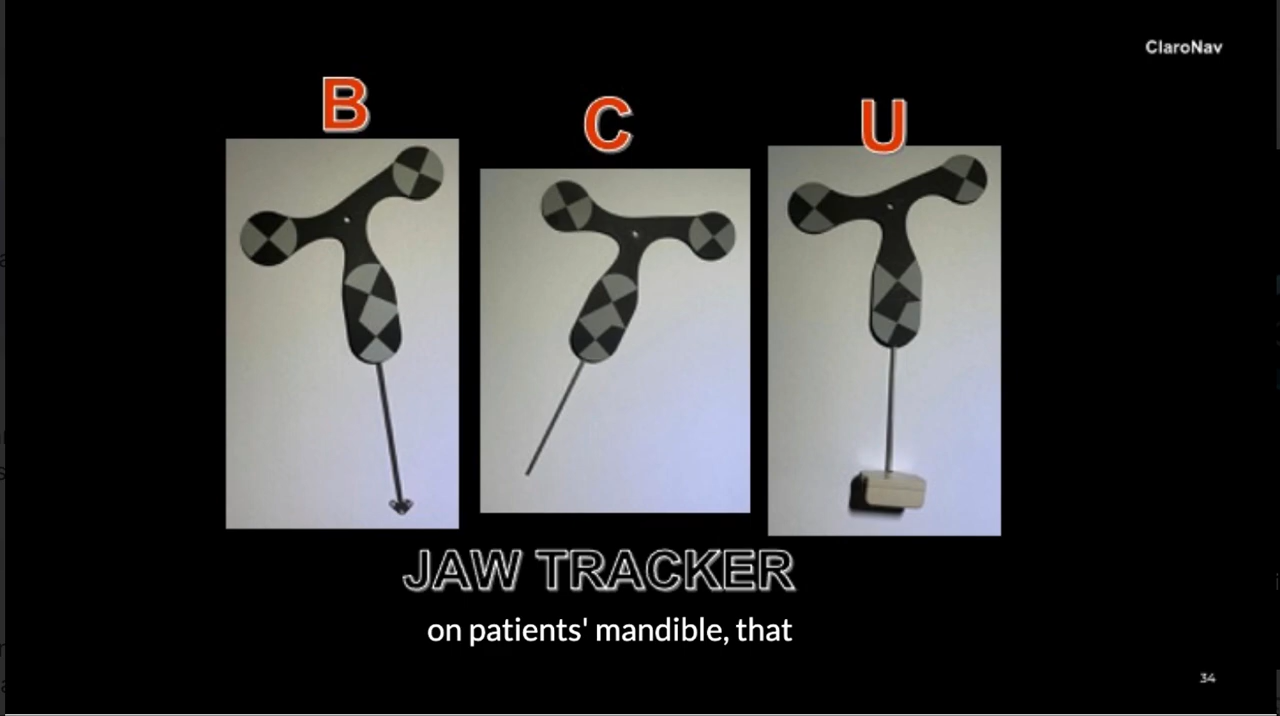 ClaroNav
B
C
U
JAW TRACKER
on patients' mandible, that
34